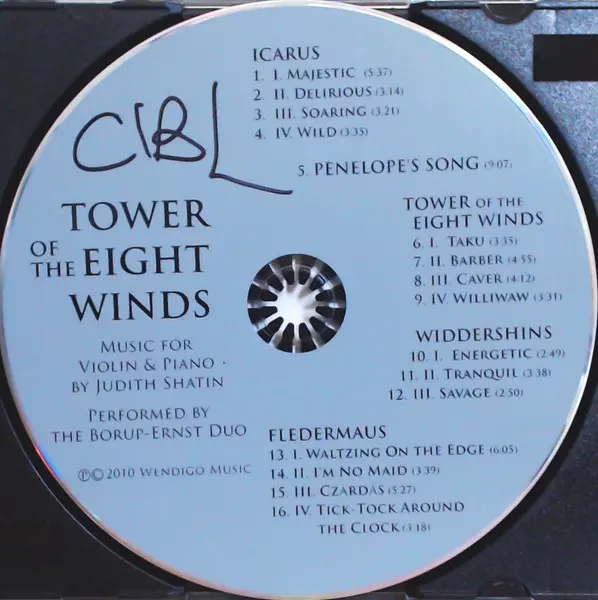 CIBL
TOWER
OF THE EIGHT
WINDS
MUSIC FOR
VIOLIN & PIANO ·
BY JUDITH SHATIN
PERFORMED BY
THE BORUP-ERNST DUO
℗© 2010 WENDIGO MUSIC
ICARUS
1. I. MAJESTIC (5:37)
2. II. DELIRIOUS (3:14)
3. III. SOARING (3:21)
4. IV. WILD (3:35)
5. PENELOPE'S SONG (9:07)
TOWER OF THE
EIGHT WINDS
6. I. TAKU (3:35)
7. II. BARBER (4:55)
8. III. CAVER (4:12)
9. IV. WILLIWAW (3:31)
WIDDERSHINS
10. I. ENERGETIC (2:49)
11. II. TRANQUIL (3:38)
12. III. SAVAGE (2:50)
FLEDERMAUS
13. I. WALTZING ON THE EDGE (6:05)
14. II. I'M NO MAID (3:39)
15. III. CZARDAS (5:27)
16. IV. TICK-TOCK AROUND
THE CLOCK (3:18)